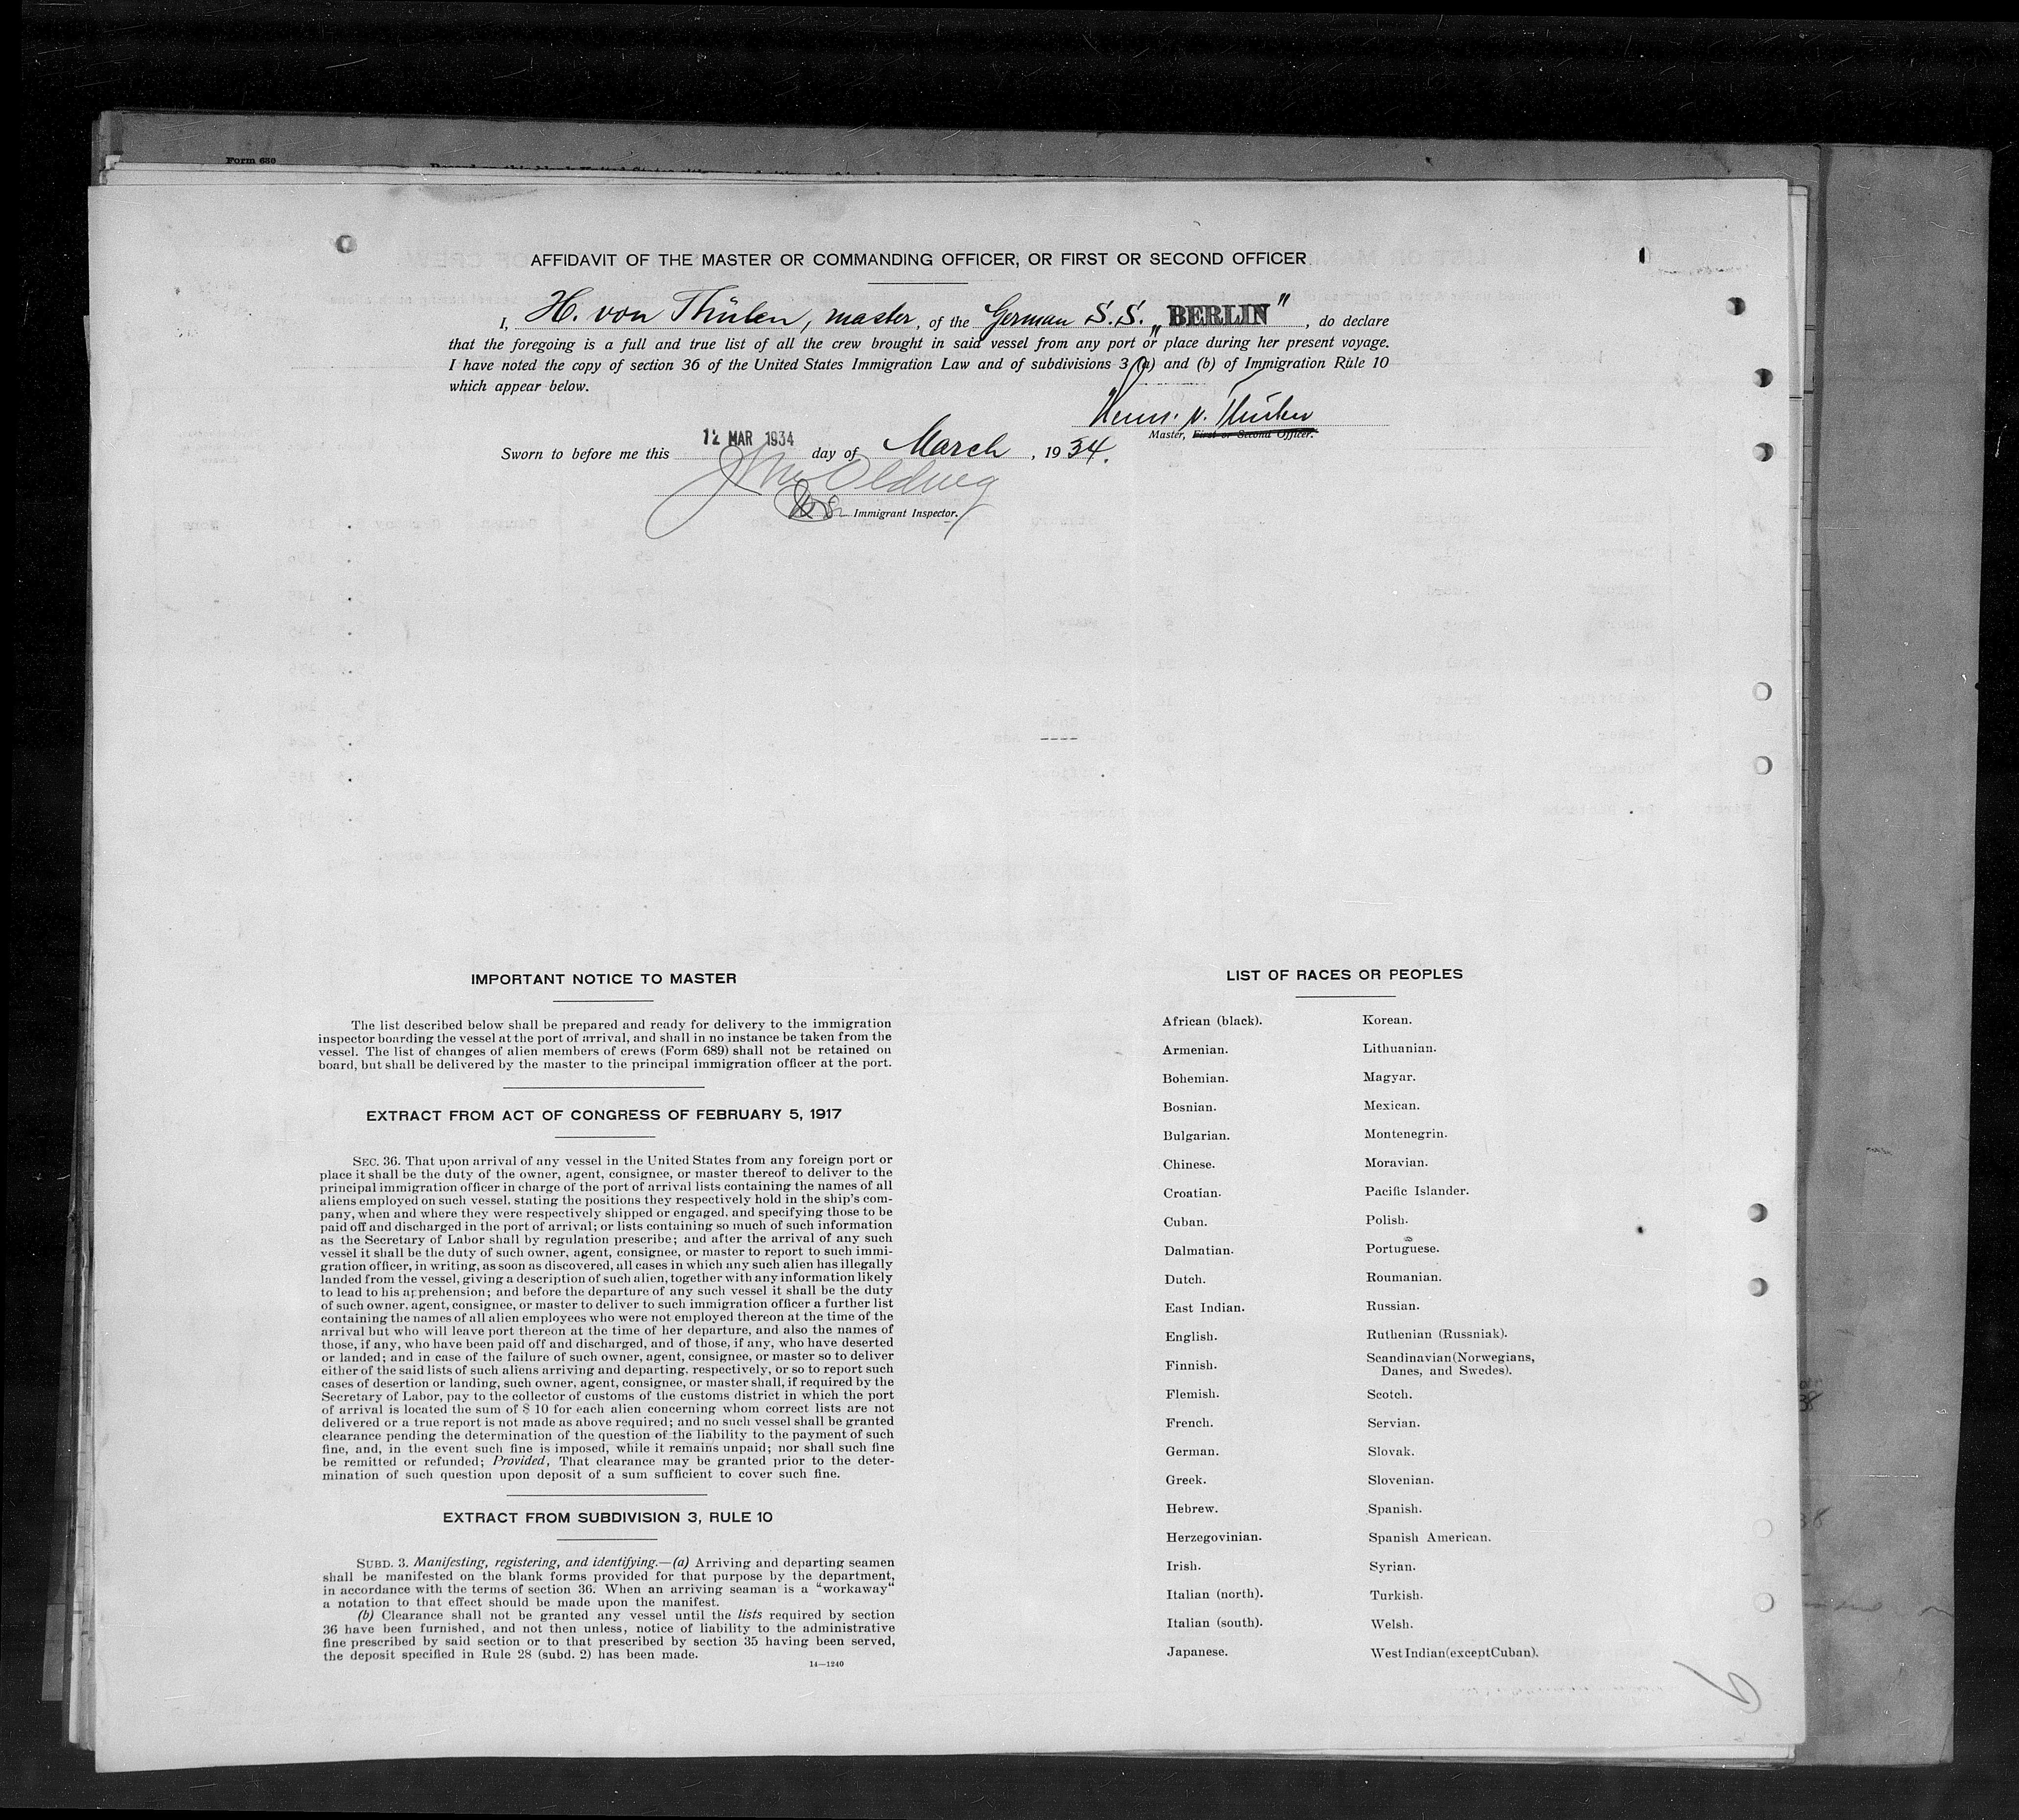 Form 680
AFFIDAVIT OF THE MASTER OR COMMANDING OFFICER, OR FIRST OR SECOND OFFICER
I, H. von Thülen, master, of the German S.S. „BERLIN", do declare
that the foregoing is a full and true list of all the crew brought in said vessel from any port or place during her present voyage.
I have noted the copy of section 36 of the United States Immigration Law and of subdivisions 3 (a) and (b) of Immigration Rule 10
which appear below.
Master, First or Second Officer.
Sworn to before me this 12 MAR 1934 day of March, 1934.
Immigrant Inspector.
IMPORTANT NOTICE TO MASTER
The list described below shall be prepared and ready for delivery to the immigration
inspector boarding the vessel at the port of arrival, and shall in no instance be taken from the
vessel. The list of changes of alien members of crews (Form 689) shall not be retained on
board, but shall be delivered by the master to the principal immigration officer at the port.
EXTRACT FROM ACT OF CONGRESS OF FEBRUARY 5, 1917
SEC. 36. That upon arrival of any vessel in the United States from any foreign port or
place it shall be the duty of the owner, agent, consignee, or master thereof to deliver to the
principal immigration officer in charge of the port of arrival lists containing the names of all
aliens employed on such vessel, stating the positions they respectively hold in the ship's com-
pany, when and where they were respectively shipped or engaged, and specifying those to be
paid off and discharged in the port of arrival; or lists containing so much of such information
as the Secretary of Labor shall by regulation prescribe; and after the arrival of any such
vessel it shall be the duty of such owner, agent, consignee, or master to report to such immi-
gration officer, in writing, as soon as discovered, all cases in which any such alien has illegally
landed from the vessel, giving a description of such alien, together with any information likely
to lead to his apprehension; and before the departure of any such vessel it shall be the duty
of such owner, agent, consignee, or master to deliver to such immigration officer a further list
containing the names of all alien employees who were not employed thereon at the time of the
arrival but who will leave port thereon at the time of her departure, and also the names of
those, if any, who have been paid off and discharged, and of those, if any, who have deserted
or landed; and in case of the failure of such owner, agent, consignee, or master so to deliver
either of the said lists of such aliens arriving and departing, respectively, or so to report such
cases of desertion or landing, such owner, agent, consignee, or master shall, if required by the
Secretary of Labor, pay to the collector of customs of the customs district in which the port
of arrival is located the sum of $ 10 for each alien concerning whom correct lists are not
delivered or a true report is not made as above required; and no such vessel shall be granted
clearance pending the determination of the question of the liability to the payment of such
fine, and, in the event such fine is imposed, while it remains unpaid; nor shall such fine
be remitted or refunded; Provided, That clearance may be granted prior to the deter-
mination of such question upon deposit of a sum sufficient to cover such fine.
EXTRACT FROM SUBDIVISION 3, RULE 10
SUBD. 3. Manifesting, registering, and identifying.—(a) Arriving and departing seamen
shall be manifested on the blank forms provided for that purpose by the department,
in accordance with the terms of section 36. When an arriving seaman is a "workaway"
a notation to that effect should be made upon the manifest.
(b) Clearance shall not be granted any vessel until the lists required by section
36 have been furnished, and not then unless, notice of liability to the administrative
fine prescribed by said section or to that prescribed by section 35 having been served,
the deposit specified in Rule 28 (subd. 2) has been made.
14—1240
LIST OF RACES OR PEOPLES
African (black).
Armenian.
Bohemian.
Bosnian.
Bulgarian.
Chinese.
Croatian.
Cuban.
Dalmatian.
Dutch.
East Indian.
English.
Finnish.
Flemish.
French.
German.
Greek.
Hebrew.
Herzegovinian.
Irish.
Italian (north).
Italian (south).
Japanese.
Korean.
Lithuanian.
Magyar.
Mexican.
Montenegrin.
Moravian.
Pacific Islander.
Polish.
Portuguese.
Roumanian.
Russian.
Ruthenian (Russniak).
Scandinavian (Norwegians,
Danes, and Swedes).
Scotch.
Servian.
Slovak.
Slovenian.
Spanish.
Spanish American.
Syrian.
Turkish.
Welsh.
West Indian (except Cuban).